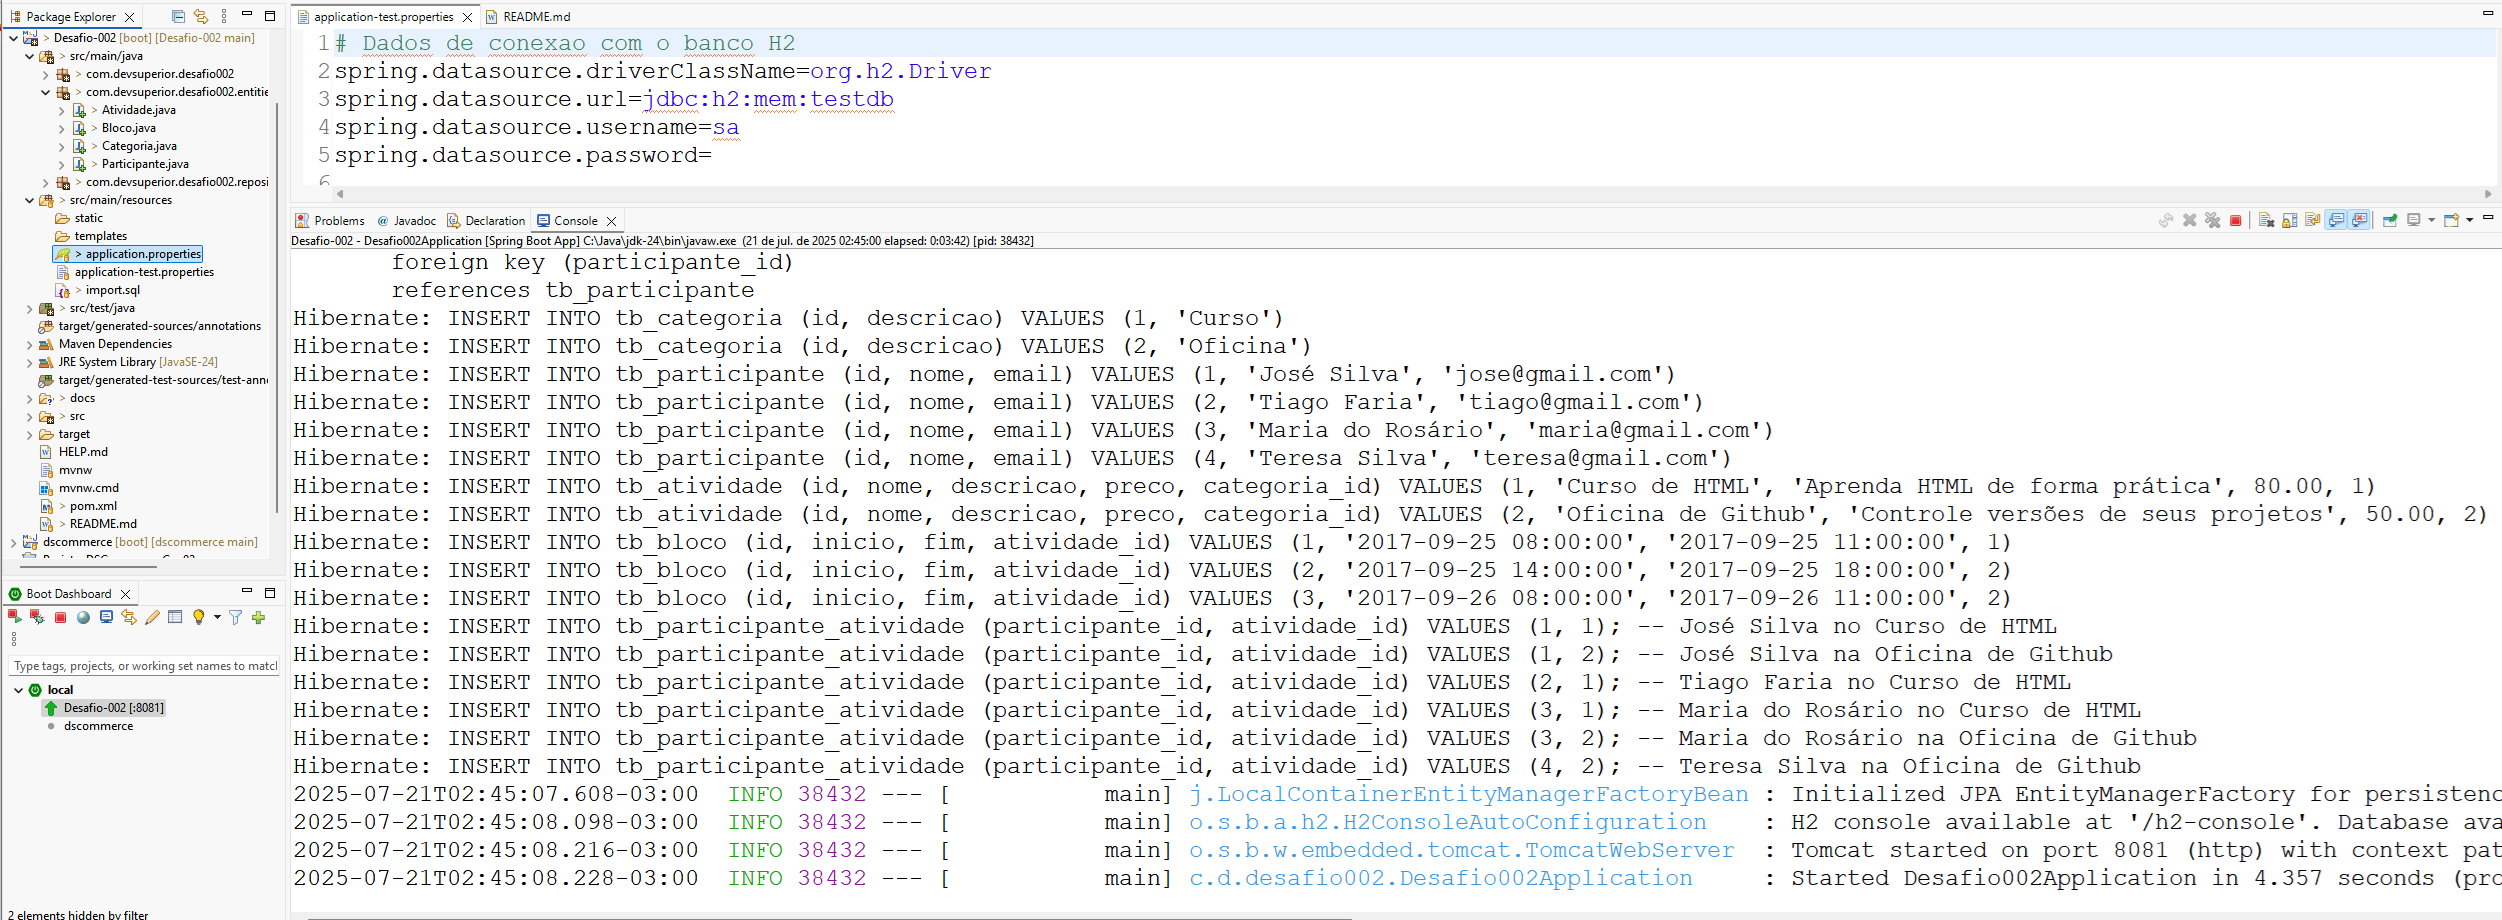 Package Explorer
Desafio-002 [boot] [Desafio-002 main]
src/main/java
com.devsuperior.desafio002
com.devsuperior.desafio002.entitie
Atividade.java
Bloco.java
Categoria.java
Participante.java
com.devsuperior.desafio002.reposi
src/main/resources
static
templates
application.properties
application-test.properties
import.sql
src/test/java
target/generated-sources/annotations
Maven Dependencies
JRE System Library [JavaSE-24]
target/generated-test-sources/test-ann
docs
src
target
HELP.md
mvnw
mvnw.cmd
pom.xml
README.md
dscommerce [boot] [dscommerce main]
Boot Dashboard
Type tags, projects, or working set names to matcl
local
Desafio-002 [:8081]
dscommerce
2 elements hidden by filter
application-test.properties
README.md
1 # Dados de conexao com o banco H2
2 spring.datasource.driverClassName=org.h2.Driver
3 spring.datasource.url=jdbc:h2:mem:testdb
4 spring.datasource.username=sa
5 spring.datasource.password=
6
Problems @ Javadoc Declaration Console
Desafio-002 - Desafio002Application [Spring Boot App] C:\Java\jdk-24\bin\javaw.exe (21 de jul. de 2025 02:45:00 elapsed: 0:03:42) [pid: 38432]
foreign key (participante_id)
references tb_participante
Hibernate: INSERT INTO tb_categoria (id, descricao) VALUES (1, 'Curso')
Hibernate: INSERT INTO tb_categoria (id, descricao) VALUES (2, 'Oficina')
Hibernate: INSERT INTO tb_participante (id, nome, email) VALUES (1, 'José Silva', 'jose@gmail.com')
Hibernate: INSERT INTO tb_participante (id, nome, email) VALUES (2, 'Tiago Faria', 'tiago@gmail.com')
Hibernate: INSERT INTO tb_participante (id, nome, email) VALUES (3, 'Maria do Rosário', 'maria@gmail.com')
Hibernate: INSERT INTO tb_participante (id, nome, email) VALUES (4, 'Teresa Silva', 'teresa@gmail.com')
Hibernate: INSERT INTO tb_atividade (id, nome, descricao, preco, categoria_id) VALUES (1, 'Curso de HTML', 'Aprenda HTML de forma prática', 80.00, 1)
Hibernate: INSERT INTO tb_atividade (id, nome, descricao, preco, categoria_id) VALUES (2, 'Oficina de Github', 'Controle versões de seus projetos', 50.00, 2)
Hibernate: INSERT INTO tb_bloco (id, inicio, fim, atividade_id) VALUES (1, '2017-09-25 08:00:00', '2017-09-25 11:00:00', 1)
Hibernate: INSERT INTO tb_bloco (id, inicio, fim, atividade_id) VALUES (2, '2017-09-25 14:00:00', '2017-09-25 18:00:00', 2)
Hibernate: INSERT INTO tb_bloco (id, inicio, fim, atividade_id) VALUES (3, '2017-09-26 08:00:00', '2017-09-26 11:00:00', 2)
Hibernate: INSERT INTO tb_participante_atividade (participante_id, atividade_id) VALUES (1, 1); -- José Silva no Curso de HTML
Hibernate: INSERT INTO tb_participante_atividade (participante_id, atividade_id) VALUES (1, 2); -- José Silva na Oficina de Github
Hibernate: INSERT INTO tb_participante_atividade (participante_id, atividade_id) VALUES (2, 1); -- Tiago Faria no Curso de HTML
Hibernate: INSERT INTO tb_participante_atividade (participante_id, atividade_id) VALUES (3, 1); -- Maria do Rosário no Curso de HTML
Hibernate: INSERT INTO tb_participante_atividade (participante_id, atividade_id) VALUES (3, 2); -- Maria do Rosário na Oficina de Github
Hibernate: INSERT INTO tb_participante_atividade (participante_id, atividade_id) VALUES (4, 2); -- Teresa Silva na Oficina de Github
2025-07-21T02:45:07.608-03:00 INFO 38432 --- [ main] j.LocalContainerEntityManagerFactoryBean : Initialized JPA EntityManagerFactory for persistenc
2025-07-21T02:45:08.098-03:00 INFO 38432 --- [ main] o.s.b.a.h2.H2ConsoleAutoConfiguration : H2 console available at '/h2-console'. Database ava
2025-07-21T02:45:08.216-03:00 INFO 38432 --- [ main] o.s.b.w.embedded.tomcat.TomcatWebServer : Tomcat started on port 8081 (http) with context pat
2025-07-21T02:45:08.228-03:00 INFO 38432 --- [ main] c.d.desafio002.Desafio002Application : Started Desafio002Application in 4.357 seconds (pro